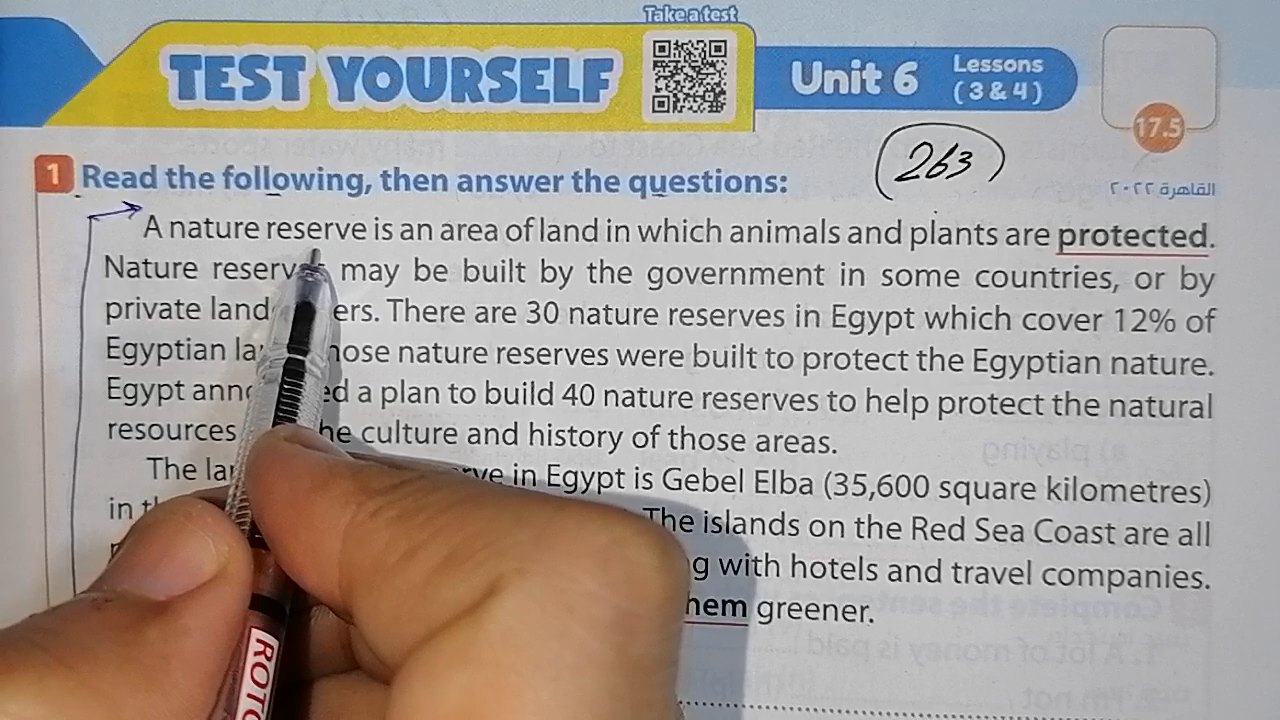 Take a test
TEST YOURSELF
Unit 6
Lessons
(3 & 4)
17.5
263
القاهرة ٢٠٢٢
1 Read the following, then answer the questions:
A nature reserve is an area of land in which animals and plants are protected.
Nature may be built by the government in some countries, or by
private land ers. There are 30 nature reserves in Egypt which cover 12% of
Egyptian hose nature reserves were built to protect the Egyptian nature.
Egypt ed a plan to build 40 nature reserves to help protect the natural
resources he culture and history of those areas.
The in Egypt is Gebel Elba (35,600 square kilometres)
in The islands on the Red Sea Coast are all
g with hotels and travel companies.
hem greener.
ROTO